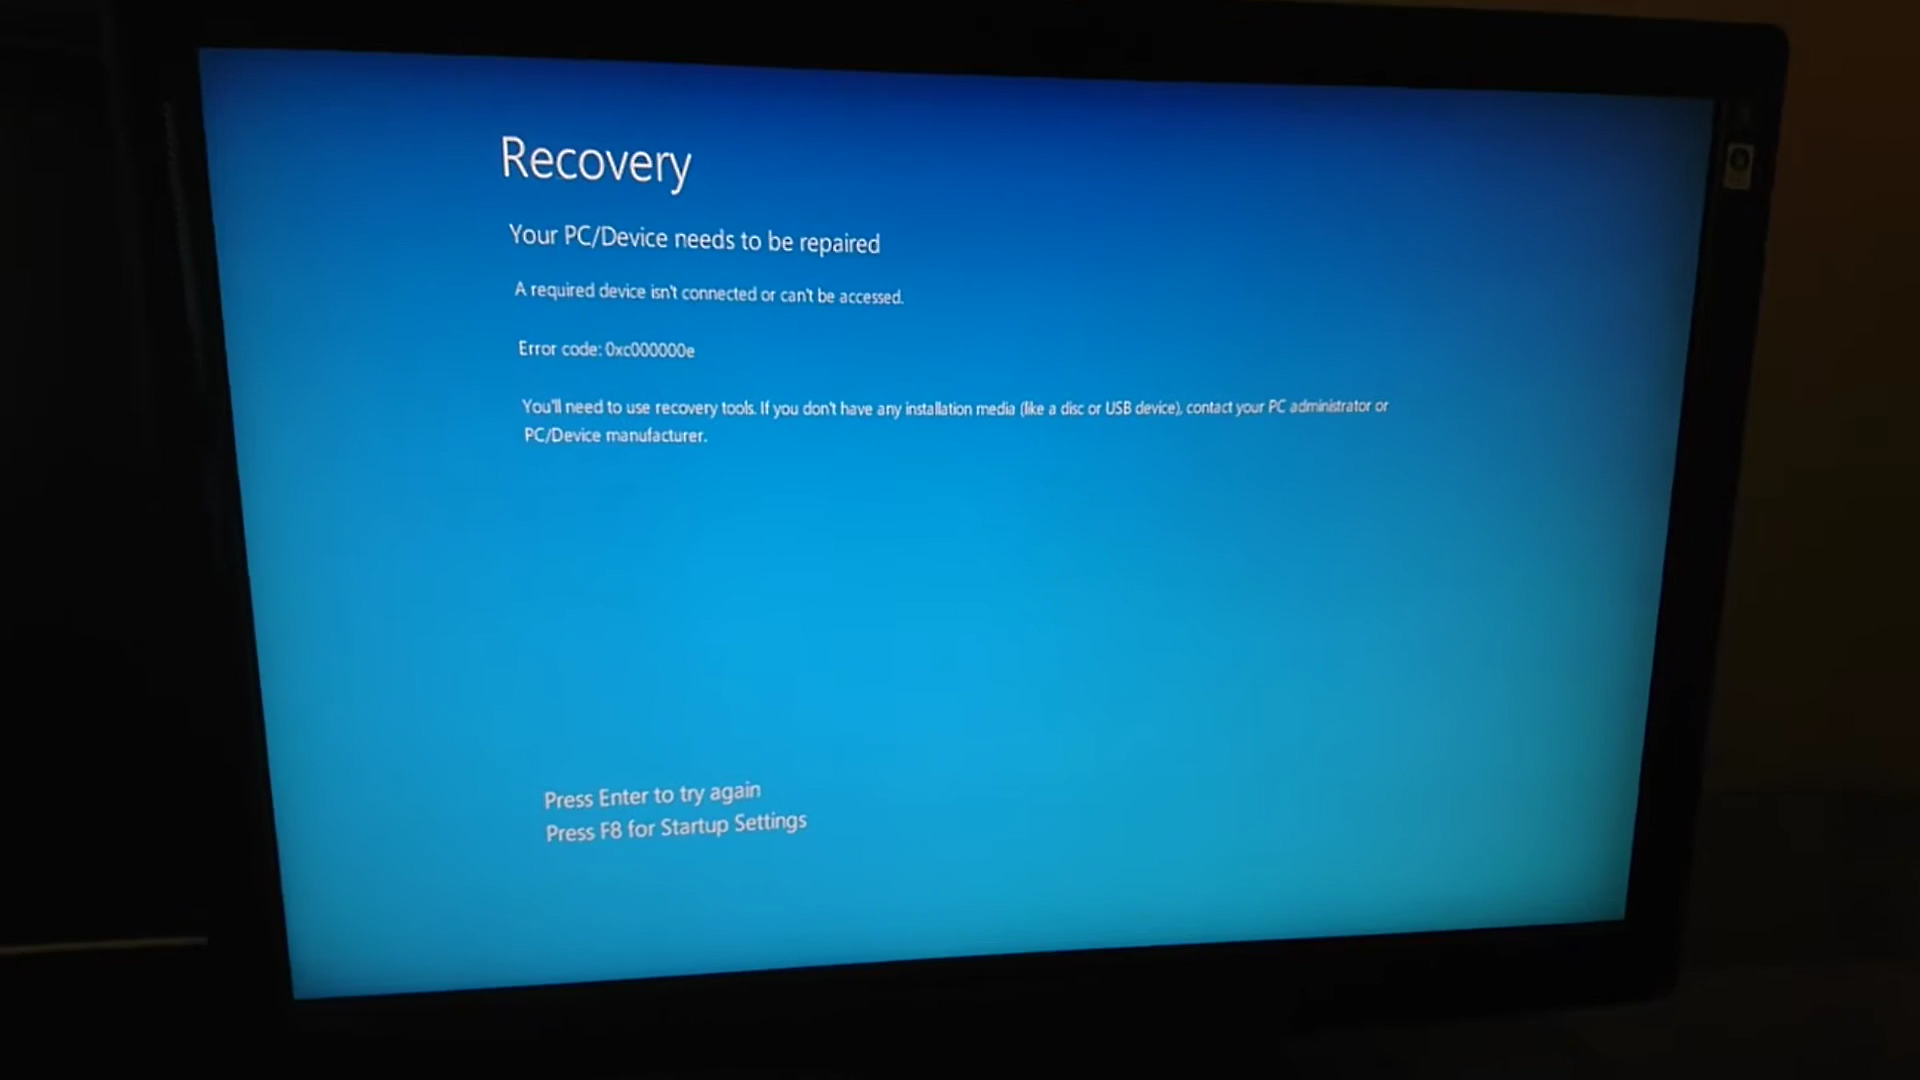 Recovery
Your PC/Device needs to be repaired
A required device isn't connected or can't be accessed.
Error code: 0xc000000e
You'll need to use recovery tools. If you don't have any installation media (like a disc or USB device), contact your PC administrator or
PC/Device manufacturer.
Press Enter to try again
Press F8 for Startup Settings